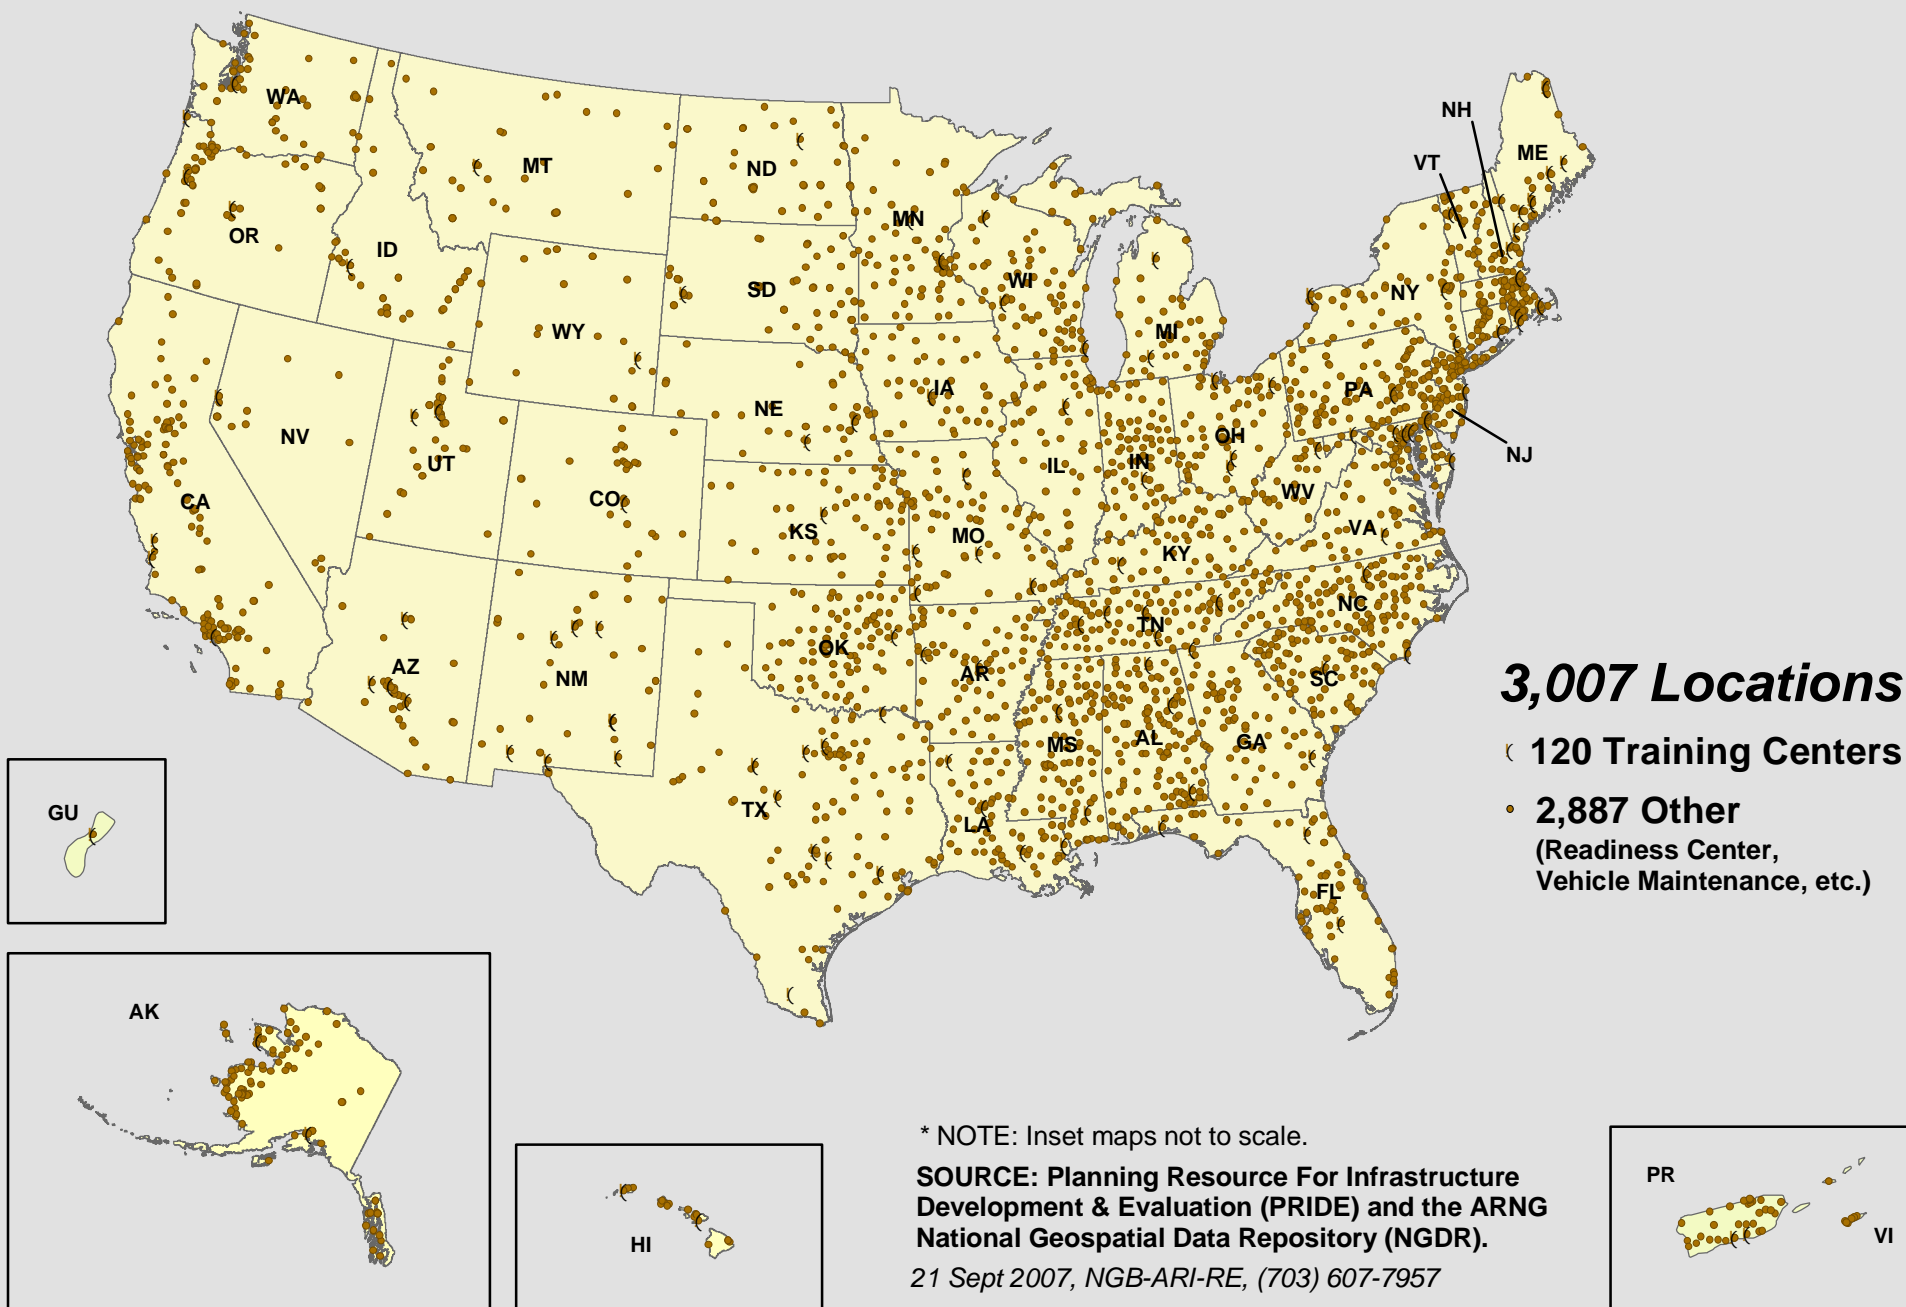 WA
MT
ND
MN
OR
ID
SD
WI
WY
MI
NY
VT
NH
ME
IA
NE
PA
NJ
NV
UT
CA
CO
KS
MO
IL
IN
OH
WV
VA
KY
NC
TN
AZ
NM
OK
AR
SC
MS
AL
GA
TX
LA
FL
3,007 Locations
120 Training Centers
2,887 Other
(Readiness Center,
Vehicle Maintenance, etc.)
GU
AK
HI
PR
VI
* NOTE: Inset maps not to scale.
SOURCE: Planning Resource For Infrastructure
Development & Evaluation (PRIDE) and the ARNG
National Geospatial Data Repository (NGDR).
21 Sept 2007, NGB-ARI-RE, (703) 607-7957